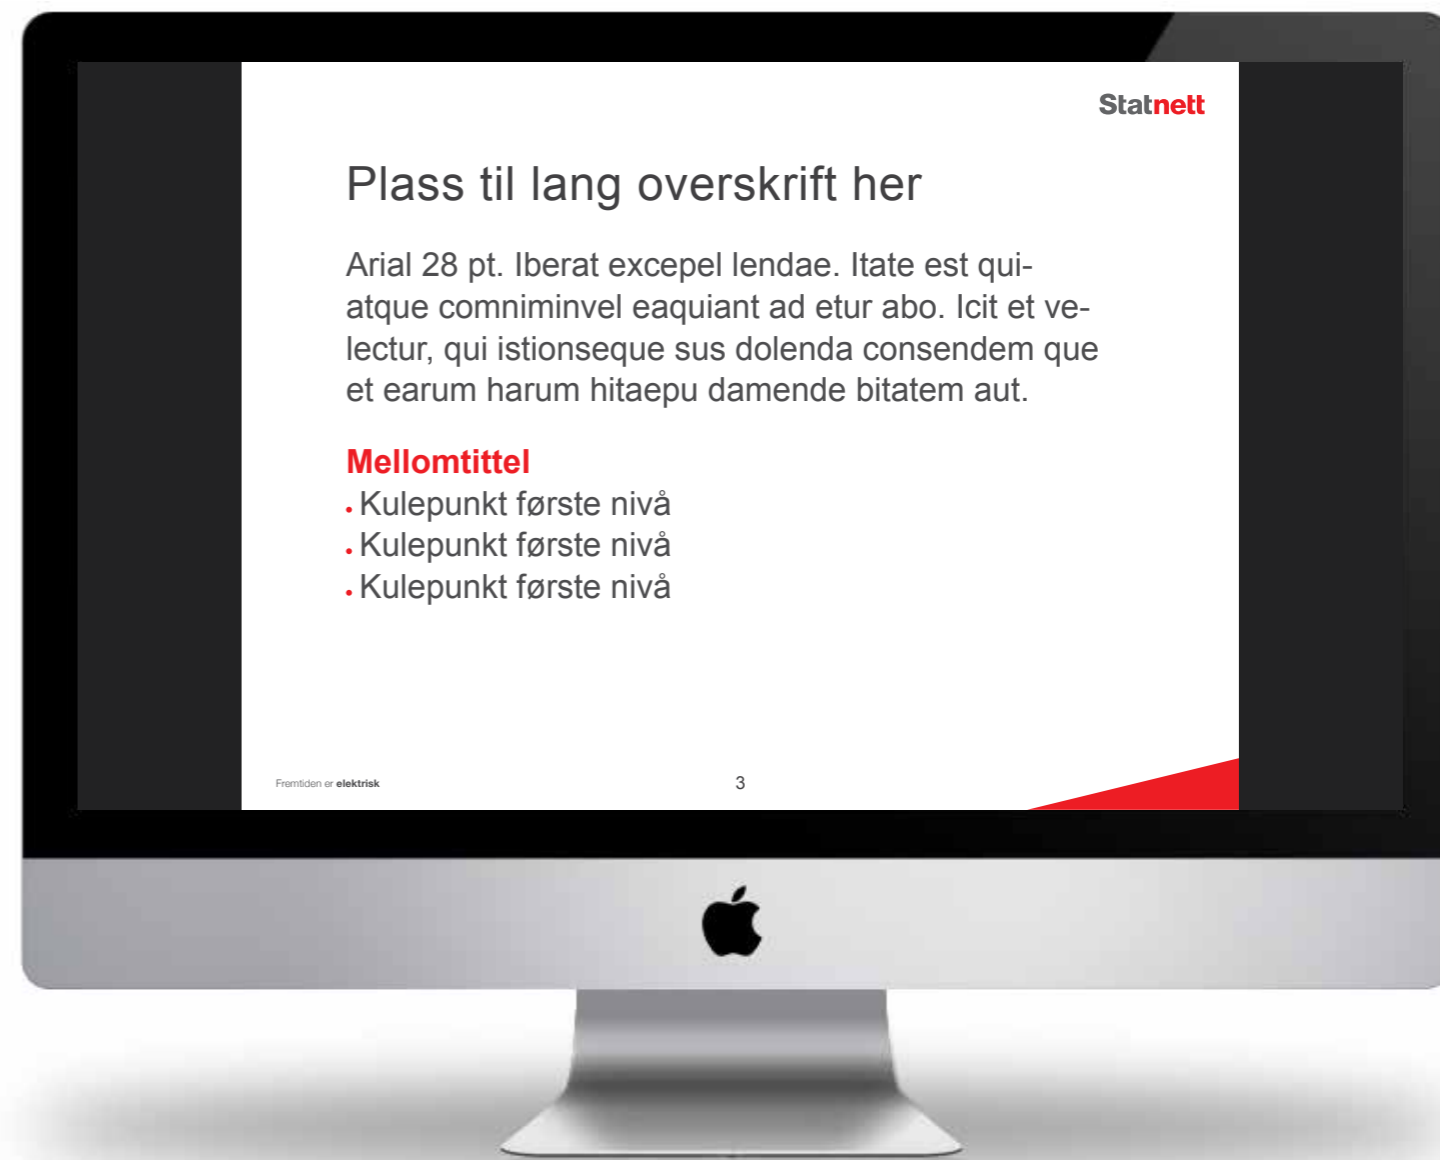 Statnett
Plass til lang overskrift her
Arial 28 pt. Iberat excepel lendae. Itate est qui-
atque comniminvel eaquiant ad etur abo. Icit et ve-
lectur, qui istionseque sus dolenda consendem que
et earum harum hitaepu damende bitatem aut.
Mellomtittel
• Kulepunkt første nivå
• Kulepunkt første nivå
• Kulepunkt første nivå
Fremtiden er elektrisk
3